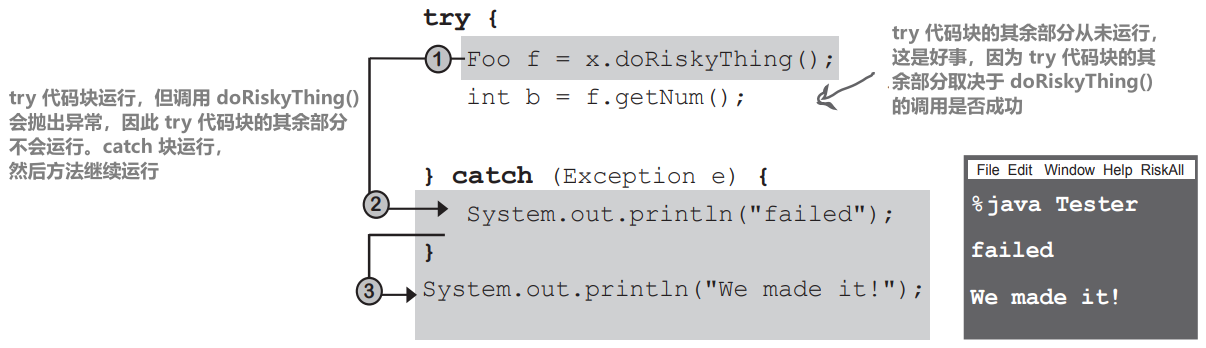 try {
1
Foo f = x.doRiskyThing();
int b = f.getNum();
try 代码块的其余部分从未运行，
这是好事，因为 try 代码块的其
余部分取决于 doRiskyThing()
的调用是否成功
try 代码块运行，但调用 doRiskyThing()
会抛出异常，因此 try 代码块的其余部分
不会运行。catch 块运行，
然后方法继续运行
} catch (Exception e) {
2
System.out.println("failed");
}
3
System.out.println("We made it!");
File Edit Window Help RiskAll
%java Tester
failed
We made it!